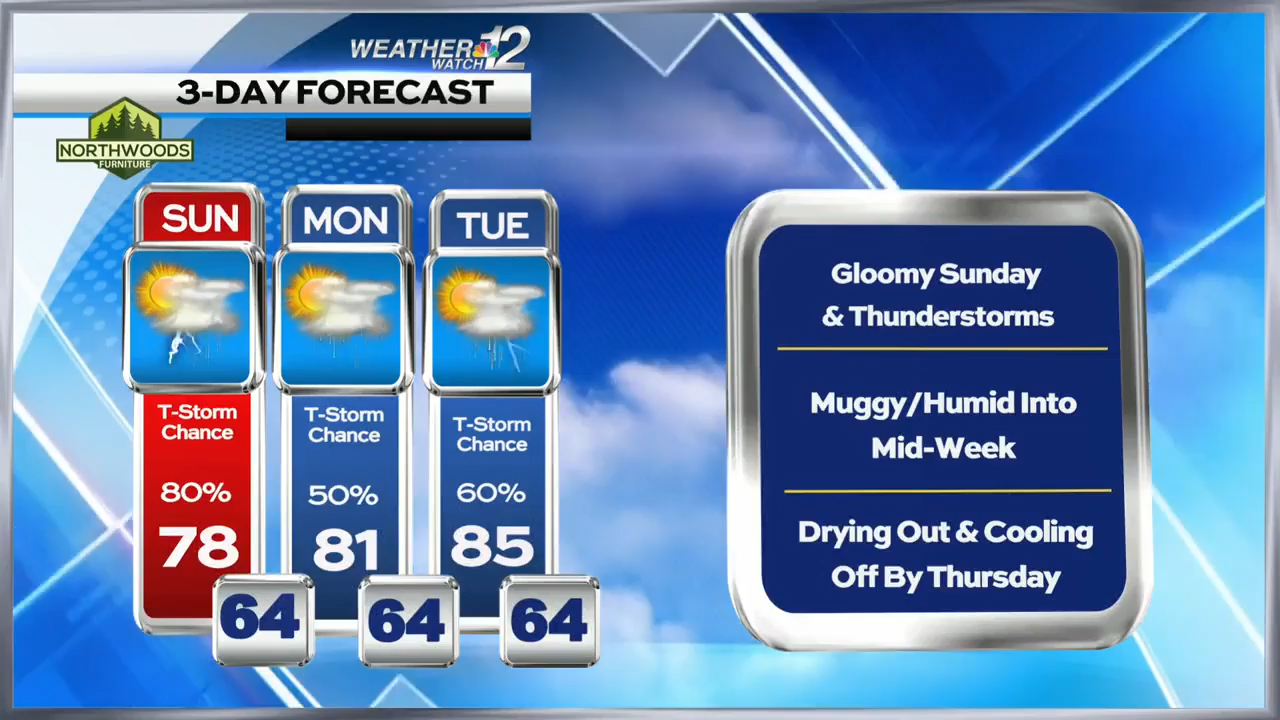 WEATHER 12
WATCH
3-DAY FORECAST
NORTHWOODS
FURNITURE
SUN
T-Storm
Chance
80%
78
64
MON
T-Storm
Chance
50%
81
64
TUE
T-Storm
Chance
60%
85
64
Gloomy Sunday
& Thunderstorms
Muggy/Humid Into
Mid-Week
Drying Out & Cooling
Off By Thursday